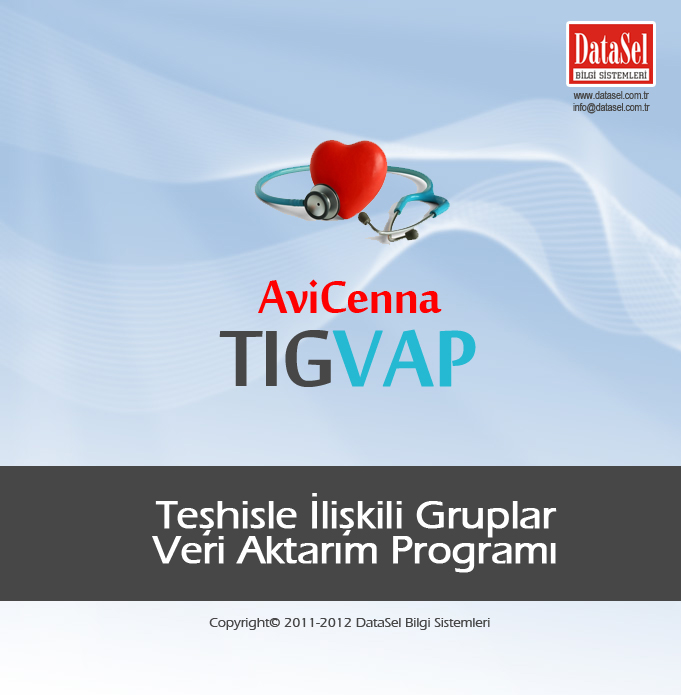 DataSel
BİLGİ SİSTEMLERİ
www.datasel.com.tr
info@datasel.com.tr
AviCenna
TIGVAP
Teşhisle İlişkili Gruplar
Veri Aktarım Programı
Copyright© 2011-2012 DataSel Bilgi Sistemleri